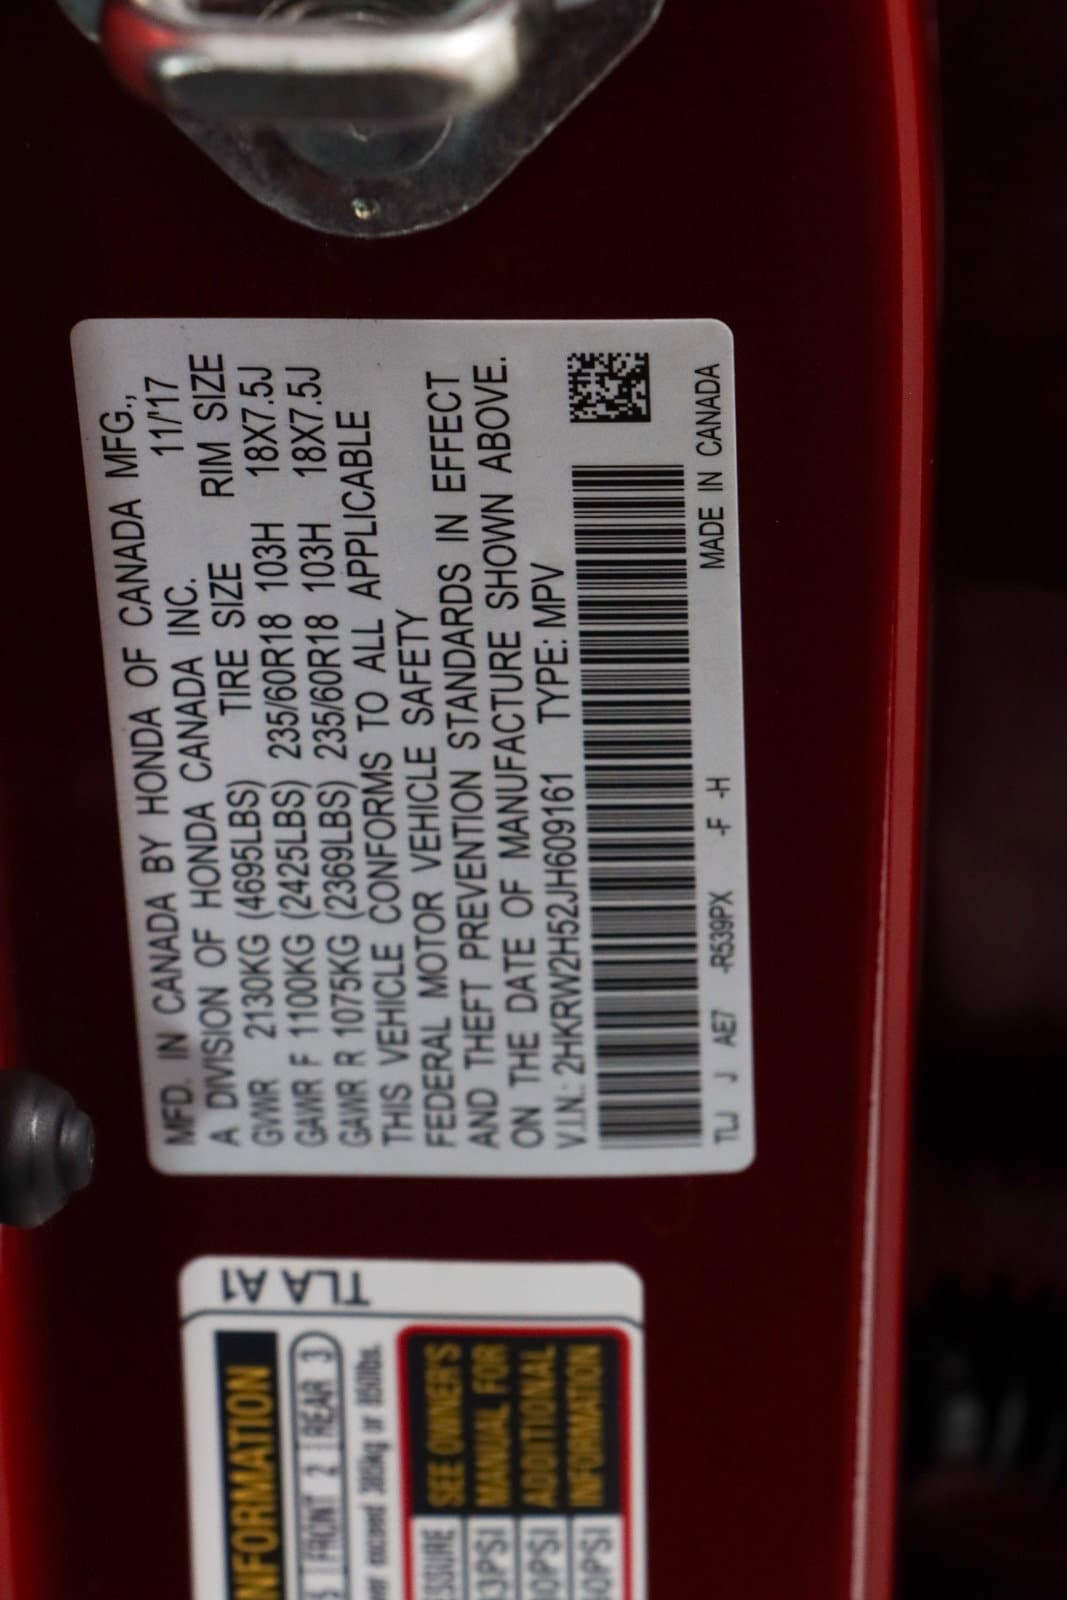 MFD. IN CANADA BY HONDA OF CANADA MFG.,
A DIVISION OF HONDA CANADA INC. 11/'17
TIRE SIZE RIM SIZE
GVWR 2130KG (4695LBS)
GAWR F 1100KG (2425LBS) 235/60R18 103H 18X7.5J
GAWR R 1075KG (2369LBS) 235/60R18 103H 18X7.5J
THIS VEHICLE CONFORMS TO ALL APPLICABLE
FEDERAL MOTOR VEHICLE SAFETY
AND THEFT PREVENTION STANDARDS IN EFFECT
ON THE DATE OF MANUFACTURE SHOWN ABOVE.
V.I.N.: 2HKRW2H52JH609161 TYPE: MPV
TLJ J AE7 -R539PX -F -H MADE IN CANADA
TLA A1
FRONT 2 REAR 3
exceed 385kg or 850lbs.
SEE OWNER'S
MANUAL FOR
ADDITIONAL
INFORMATION